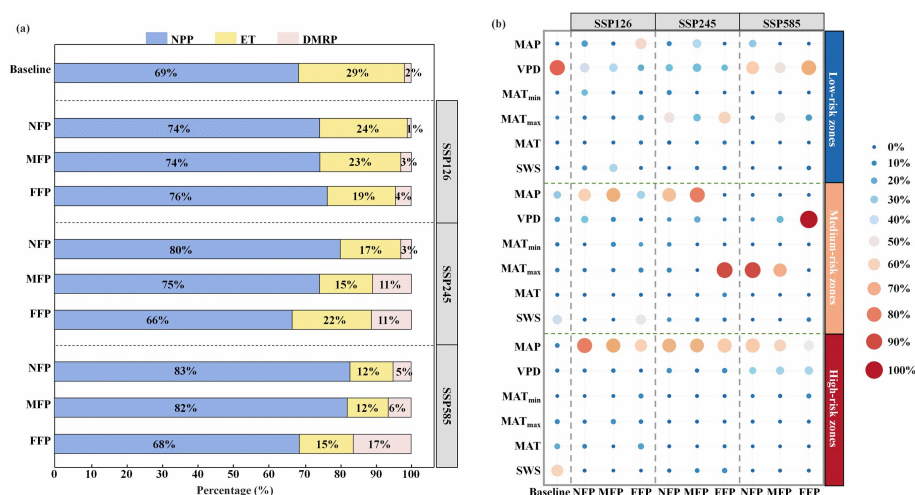 (a)
NPP ET DMRP
Baseline 69% 29% 2%
NFP 74% 24% 1%
MFP 74% 23% 3%
FFP 76% 19% 4%
SSP126
NFP 80% 17% 3%
MFP 75% 15% 11%
FFP 66% 22% 11%
SSP245
NFP 83% 12% 5%
MFP 82% 12% 6%
FFP 68% 15% 17%
SSP585
0 10 20 30 40 50 60 70 80 90 100
Percentage (%)
(b)
SSP126 SSP245 SSP585
MAP
VPD
MATmin
MATmax
MAT
SWS
Low-risk zones
MAP
VPD
MATmin
MATmax
MAT
SWS
Medium-risk zones
MAP
VPD
MATmin
MATmax
MAT
SWS
High-risk zones
Baseline NFP MFP FFP NFP MFP FFP NFP MFP FFP
0%
10%
20%
30%
40%
50%
60%
70%
80%
90%
100%